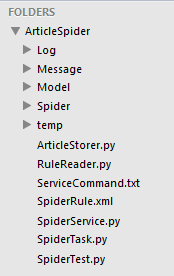 FOLDERS
ArticleSpider
Log
Message
Model
Spider
temp
ArticleStorer.py
RuleReader.py
ServiceCommand.txt
SpiderRule.xml
SpiderService.py
SpiderTask.py
SpiderTest.py